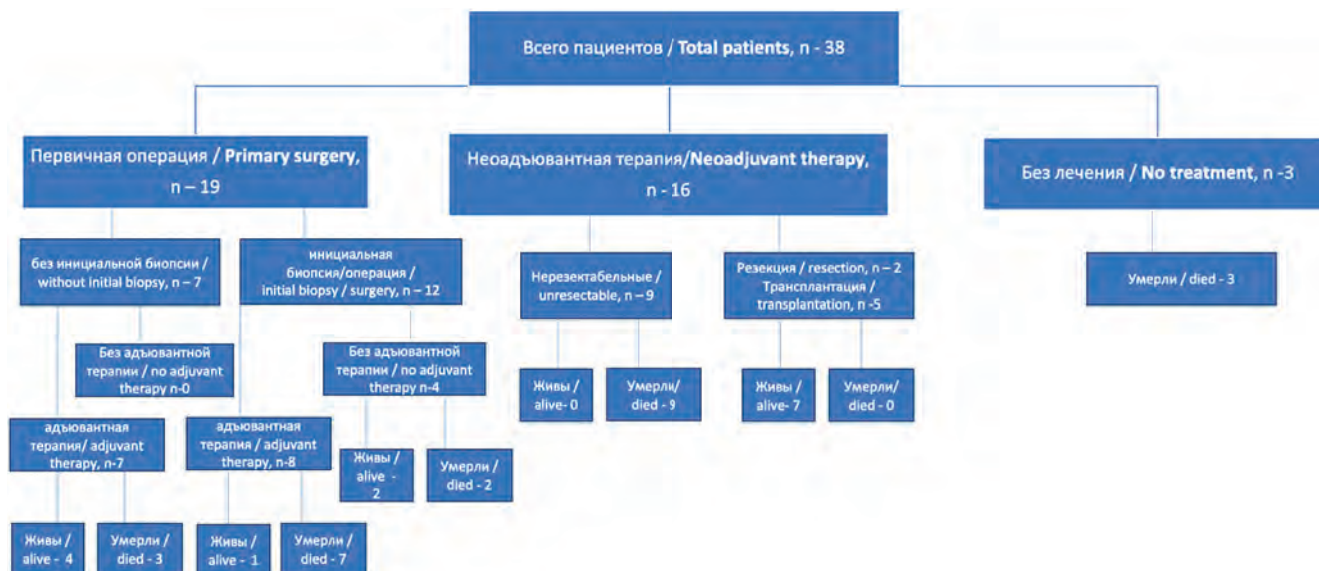 Всего пациентов / Total patients, n - 38
Первичная операция / Primary surgery,
n – 19
Неоадъювантная терапия/Neoadjuvant therapy,
n - 16
Без лечения / No treatment, n -3
без инициальной биопсии /
without initial biopsy, n – 7
инициальная
биопсия/операция /
initial biopsy / surgery, n – 12
Нерезектабельные /
unresectable, n – 9
Резекция / resection, n – 2
Трансплантация /
transplantation, n -5
Умерли / died - 3
Без адъювантной
терапии / no adjuvant
therapy n-0
Без адъювантной
терапии / no adjuvant
therapy n-4
Живы /
alive- 0
Умерли/
died - 9
Живы /
alive- 7
Умерли/
died - 0
адъювантная
терапия/ adjuvant
therapy, n-7
адъювантная
терапия / adjuvant
therapy, n-8
Живы /
alive -
2
Умерли /
died - 2
Живы /
alive - 4
Умерли /
died - 3
Живы /
alive - 1
Умерли /
died - 7